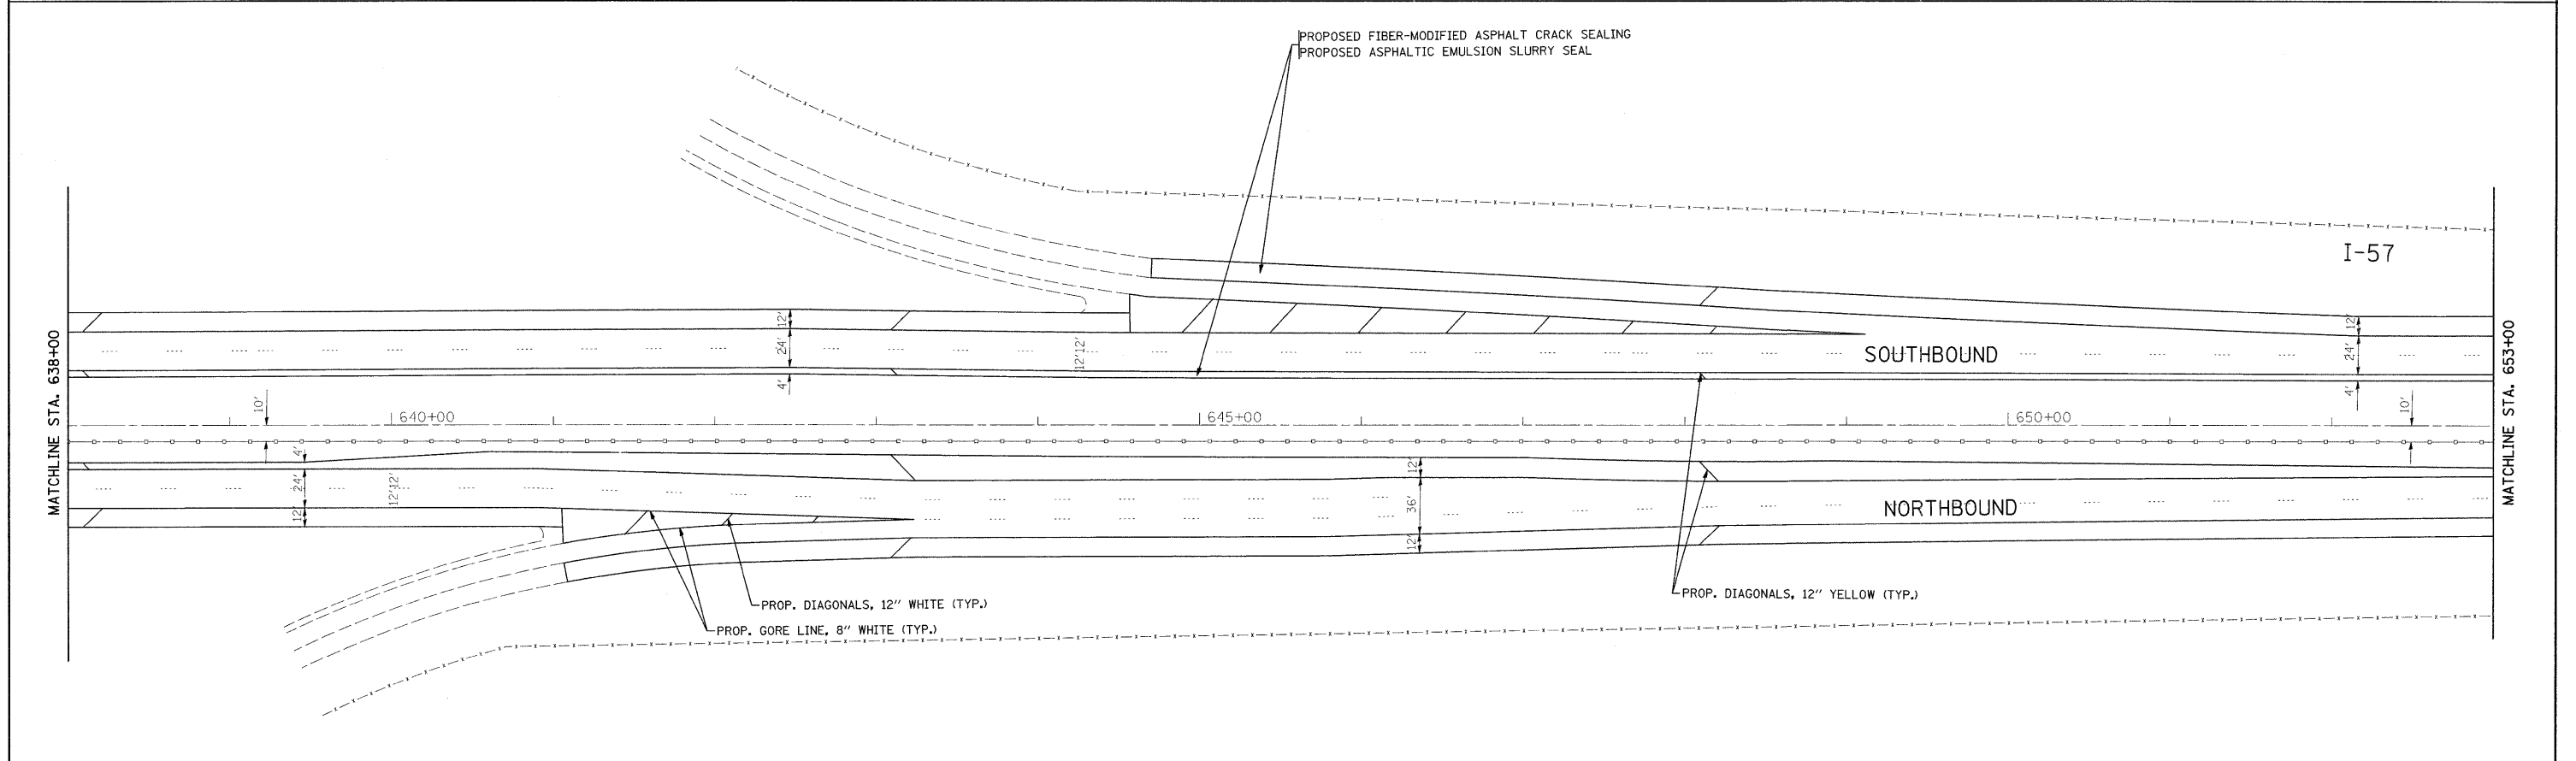 PROPOSED FIBER-MODIFIED ASPHALT CRACK SEALING
PROPOSED ASPHALTIC EMULSION SLURRY SEAL
I-57
MATCHLINE STA. 638+00
MATCHLINE STA. 653+00
12'
24'
4'
12'12'
SOUTHBOUND
12'
24'
4'
10'
640+00
645+00
650+00
10'
4'
24'
12'
12'12'
12'
36'
12'
NORTHBOUND
PROP. DIAGONALS, 12" WHITE (TYP.)
PROP. GORE LINE, 8" WHITE (TYP.)
PROP. DIAGONALS, 12" YELLOW (TYP.)